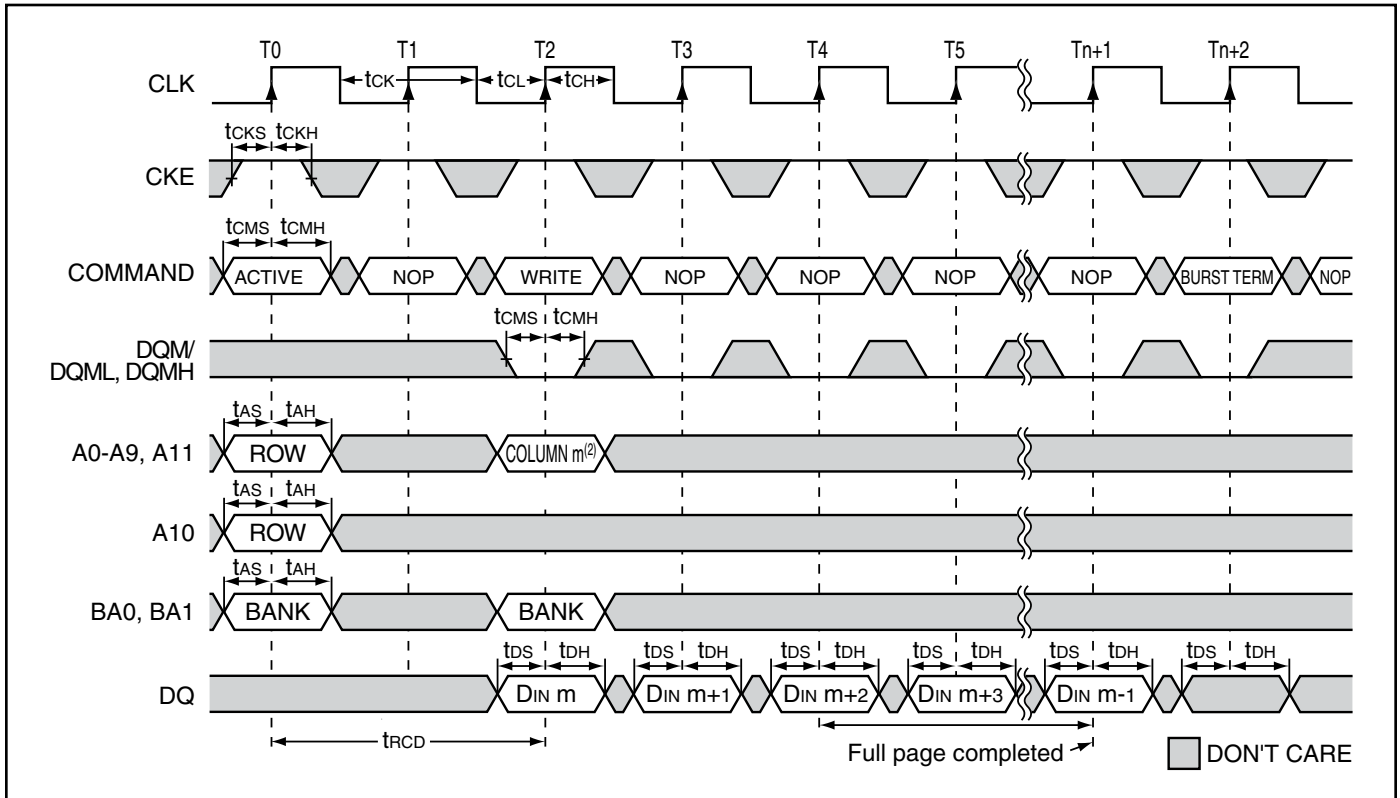 T0 T1 T2 T3 T4 T5 Tn+1 Tn+2
CLK
tCK tCL tCH
tCKS tCKH
CKE
tCMS tCMH
COMMAND ACTIVE NOP WRITE NOP NOP NOP NOP BURST TERM NOP
tCMS tCMH
DQM/
DQML, DQMH
tAS tAH
A0-A9, A11 ROW COLUMN m(2)
tAS tAH
A10 ROW
tAS tAH
BA0, BA1 BANK BANK
tDS tDH tDS tDH tDS tDH tDS tDH tDS tDH tDS tDH
DQ DIN m DIN m+1 DIN m+2 DIN m+3 DIN m-1
tRCD
Full page completed
DON'T CARE